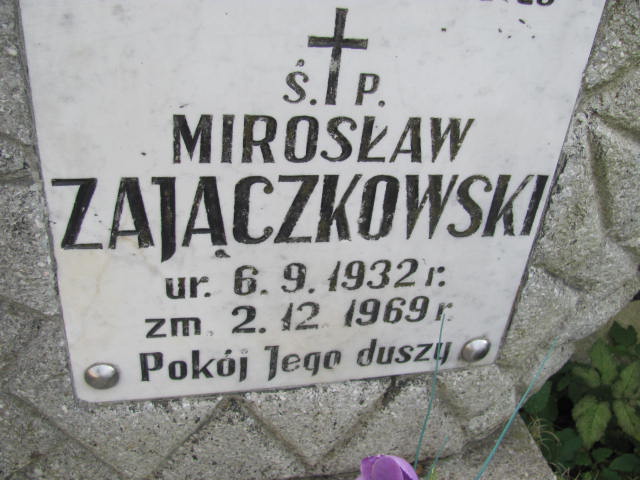 Ś. P.
MIROSŁAW
ZAJĄCZKOWSKI
ur. 6. 9. 1932 r.
zm. 2. 12. 1969 r.
Pokój Jego duszy